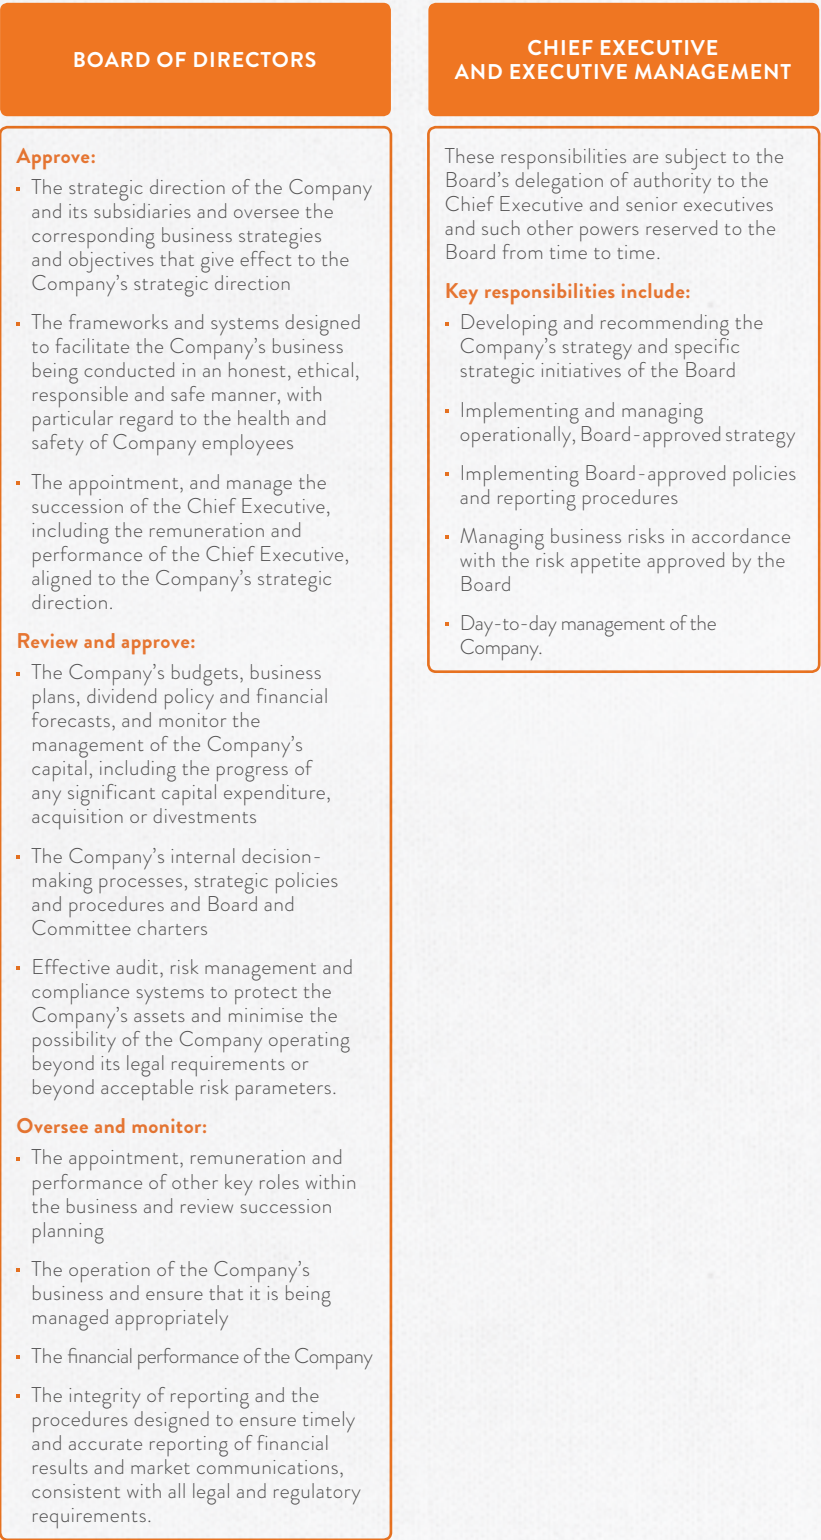 BOARD OF DIRECTORS
Approve:
▪ The strategic direction of the Company
and its subsidiaries and oversee the
corresponding business strategies
and objectives that give effect to the
Company’s strategic direction
▪ The frameworks and systems designed
to facilitate the Company’s business
being conducted in an honest, ethical,
responsible and safe manner, with
particular regard to the health and
safety of Company employees
▪ The appointment, and manage the
succession of the Chief Executive,
including the remuneration and
performance of the Chief Executive,
aligned to the Company’s strategic
direction.
Review and approve:
▪ The Company’s budgets, business
plans, dividend policy and financial
forecasts, and monitor the
management of the Company’s
capital, including the progress of
any significant capital expenditure,
acquisition or divestments
▪ The Company’s internal decision-
making processes, strategic policies
and procedures and Board and
Committee charters
▪ Effective audit, risk management and
compliance systems to protect the
Company’s assets and minimise the
possibility of the Company operating
beyond its legal requirements or
beyond acceptable risk parameters.
Oversee and monitor:
▪ The appointment, remuneration and
performance of other key roles within
the business and review succession
planning
▪ The operation of the Company’s
business and ensure that it is being
managed appropriately
▪ The financial performance of the Company
▪ The integrity of reporting and the
procedures designed to ensure timely
and accurate reporting of financial
results and market communications,
consistent with all legal and regulatory
requirements.
CHIEF EXECUTIVE
AND EXECUTIVE MANAGEMENT
These responsibilities are subject to the
Board’s delegation of authority to the
Chief Executive and senior executives
and such other powers reserved to the
Board from time to time.
Key responsibilities include:
▪ Developing and recommending the
Company’s strategy and specific
strategic initiatives of the Board
▪ Implementing and managing
operationally, Board-approved strategy
▪ Implementing Board-approved policies
and reporting procedures
▪ Managing business risks in accordance
with the risk appetite approved by the
Board
▪ Day-to-day management of the
Company.